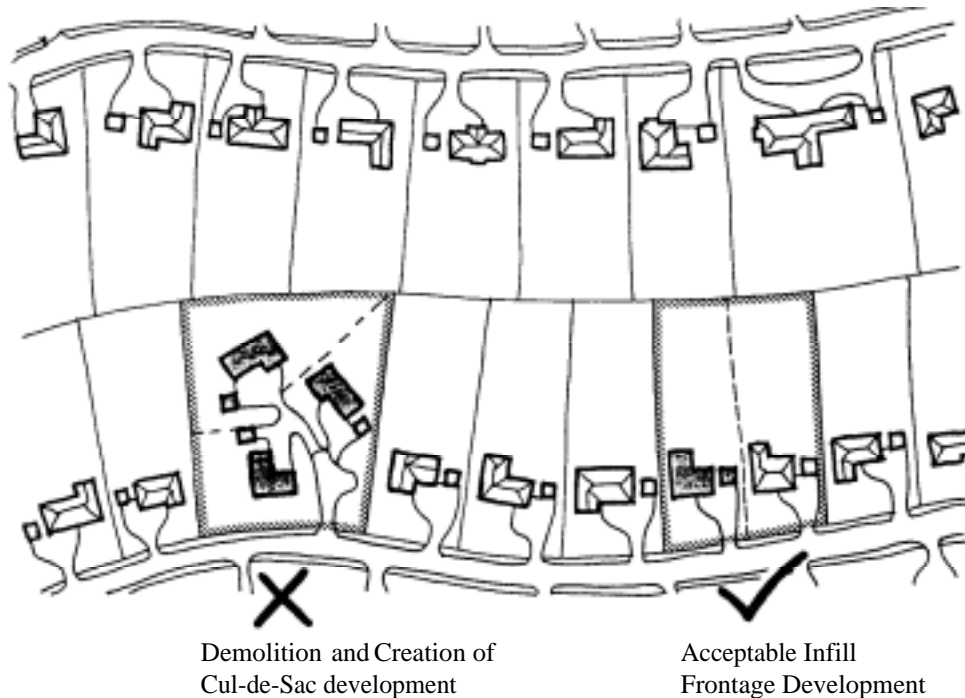 Demolition and Creation of
Cul-de-Sac development
Acceptable Infill
Frontage Development